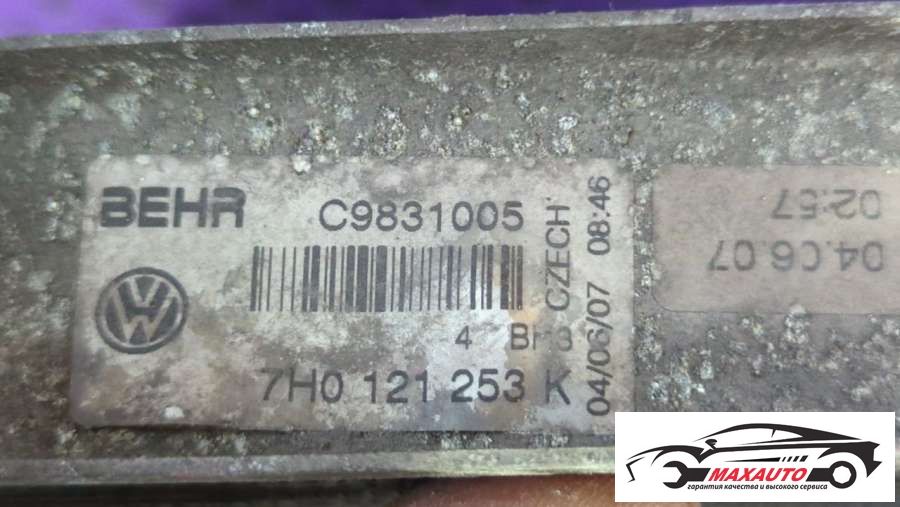 BEHR C9831005
CZECH
04/06/07 08:46
4
7H0 121 253 K
02:57
04.06.07
MAXAUTO
гарантия качества и высокого сервиса